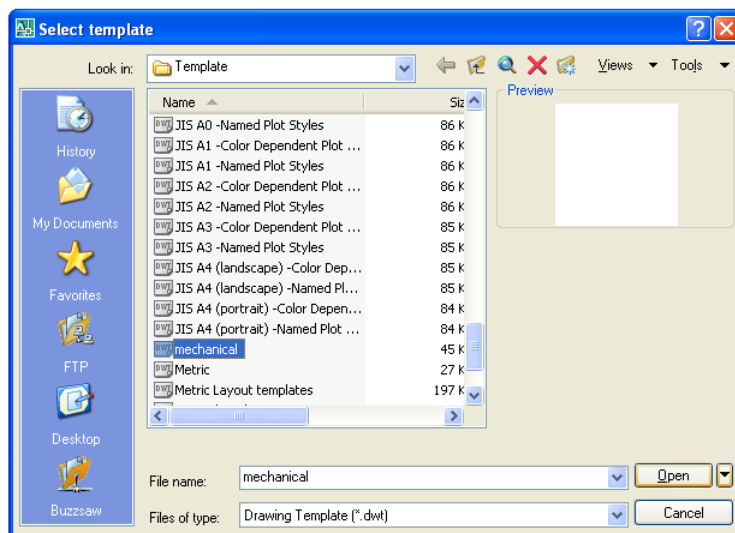 Select template
Look in: Template Views Tools
Name Siz Preview
JIS A0 -Named Plot Styles 86 K
JIS A1 -Color Dependent Plot ... 86 K
JIS A1 -Named Plot Styles 86 K
JIS A2 -Color Dependent Plot ... 86 K
JIS A2 -Named Plot Styles 86 K
JIS A3 -Color Dependent Plot ... 85 K
JIS A3 -Named Plot Styles 85 K
JIS A4 (landscape) -Color Dep... 85 K
JIS A4 (landscape) -Named Pl... 85 K
JIS A4 (portrait) -Color Depen... 84 K
JIS A4 (portrait) -Named Plot ... 84 K
mechanical 45 K
Metric 27 K
Metric Layout templates 197 K
History
My Documents
Favorites
FTP
Desktop
Buzzsaw
File name: mechanical Open
Files of type: Drawing Template (*.dwt) Cancel